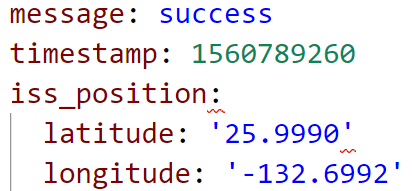 message: success
timestamp: 1560789260
iss_position:
  latitude: '25.9990'
  longitude: '-132.6992'